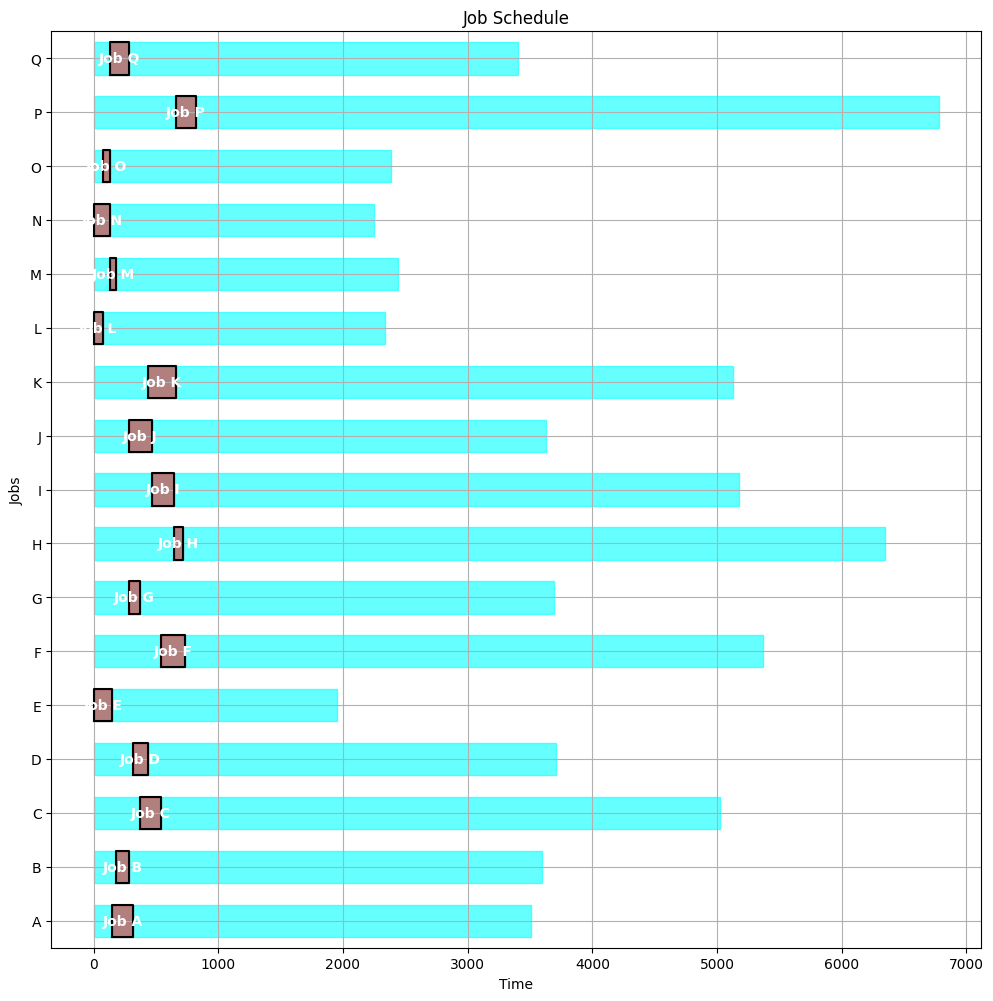 Job Schedule
Jobs
Q
Job Q
P
Job P
O
Job O
N
Job N
M
Job M
L
Job L
K
Job K
J
Job J
I
Job I
H
Job H
G
Job G
F
Job F
E
Job E
D
Job D
C
Job C
B
Job B
A
Job A
0 1000 2000 3000 4000 5000 6000 7000
Time